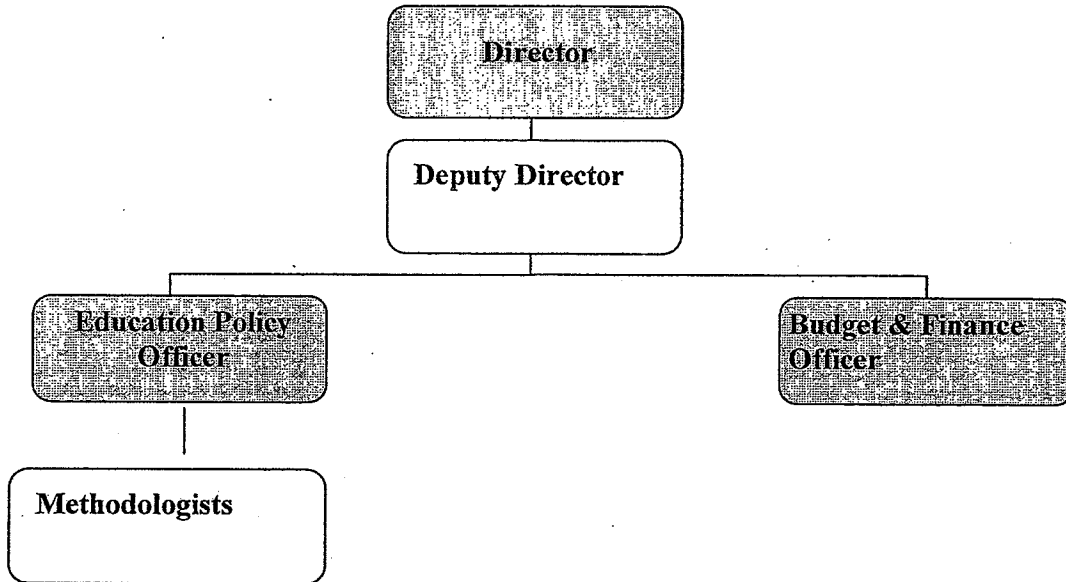 Director
Deputy Director
Education Policy
Officer
Budget & Finance
Officer
Methodologists